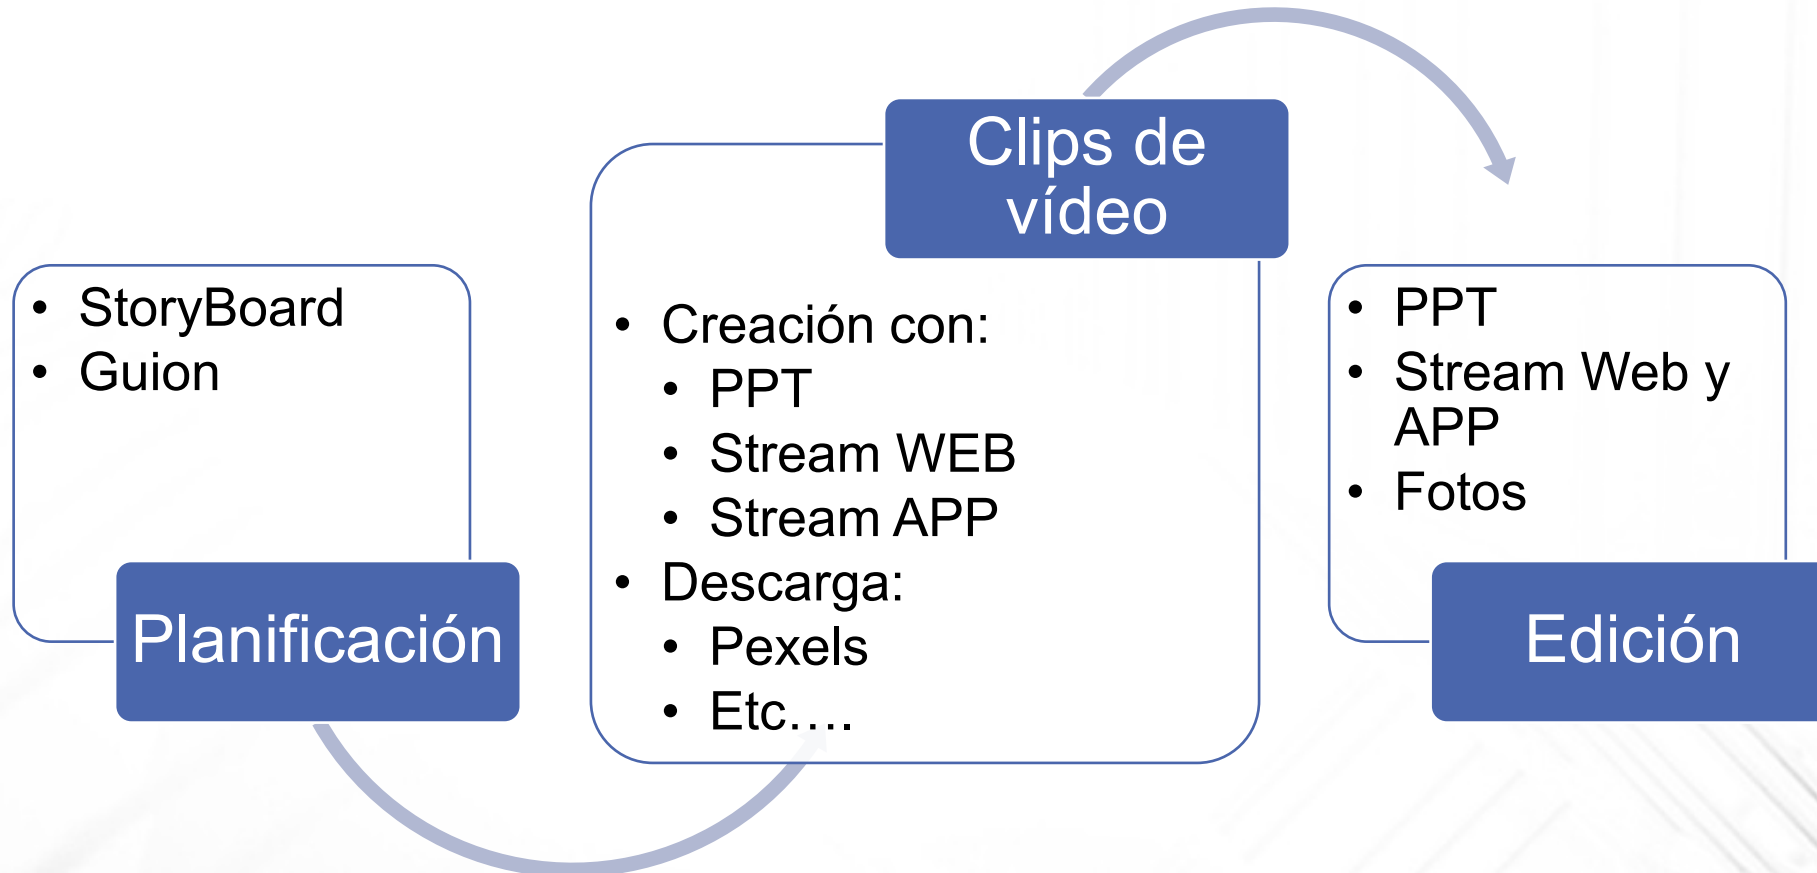 • StoryBoard
• Guion
Planificación
Clips de
vídeo
• Creación con:
• PPT
• Stream WEB
• Stream APP
• Descarga:
• Pexels
• Etc….
• PPT
• Stream Web y
APP
• Fotos
Edición